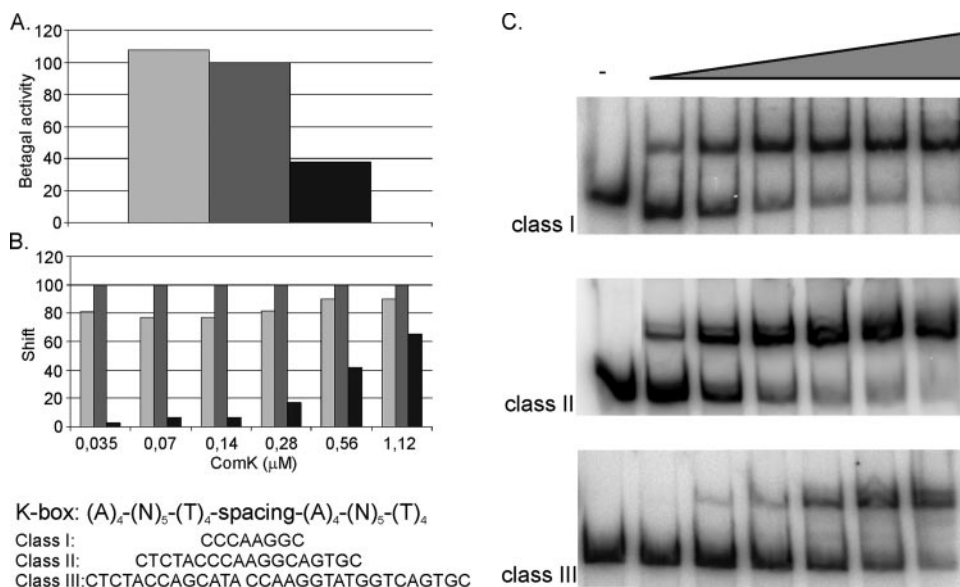 A.
120
100
80
60
40
20
0
Betagal activity
B.
120
100
80
60
40
20
0
Shift
0,035 0,07 0,14 0,28 0,56 1,12
ComK (μM)
K-box: (A)₄-(N)₅-(T)₄-spacing-(A)₄-(N)₅-(T)₄
Class I: CCCAAGGC
Class II: CTCTACCCAAGGCAGTGC
Class III:CTCTACCAGCATA CCAAGGTATGGTCAGTGC
C.
-
class I
class II
class III